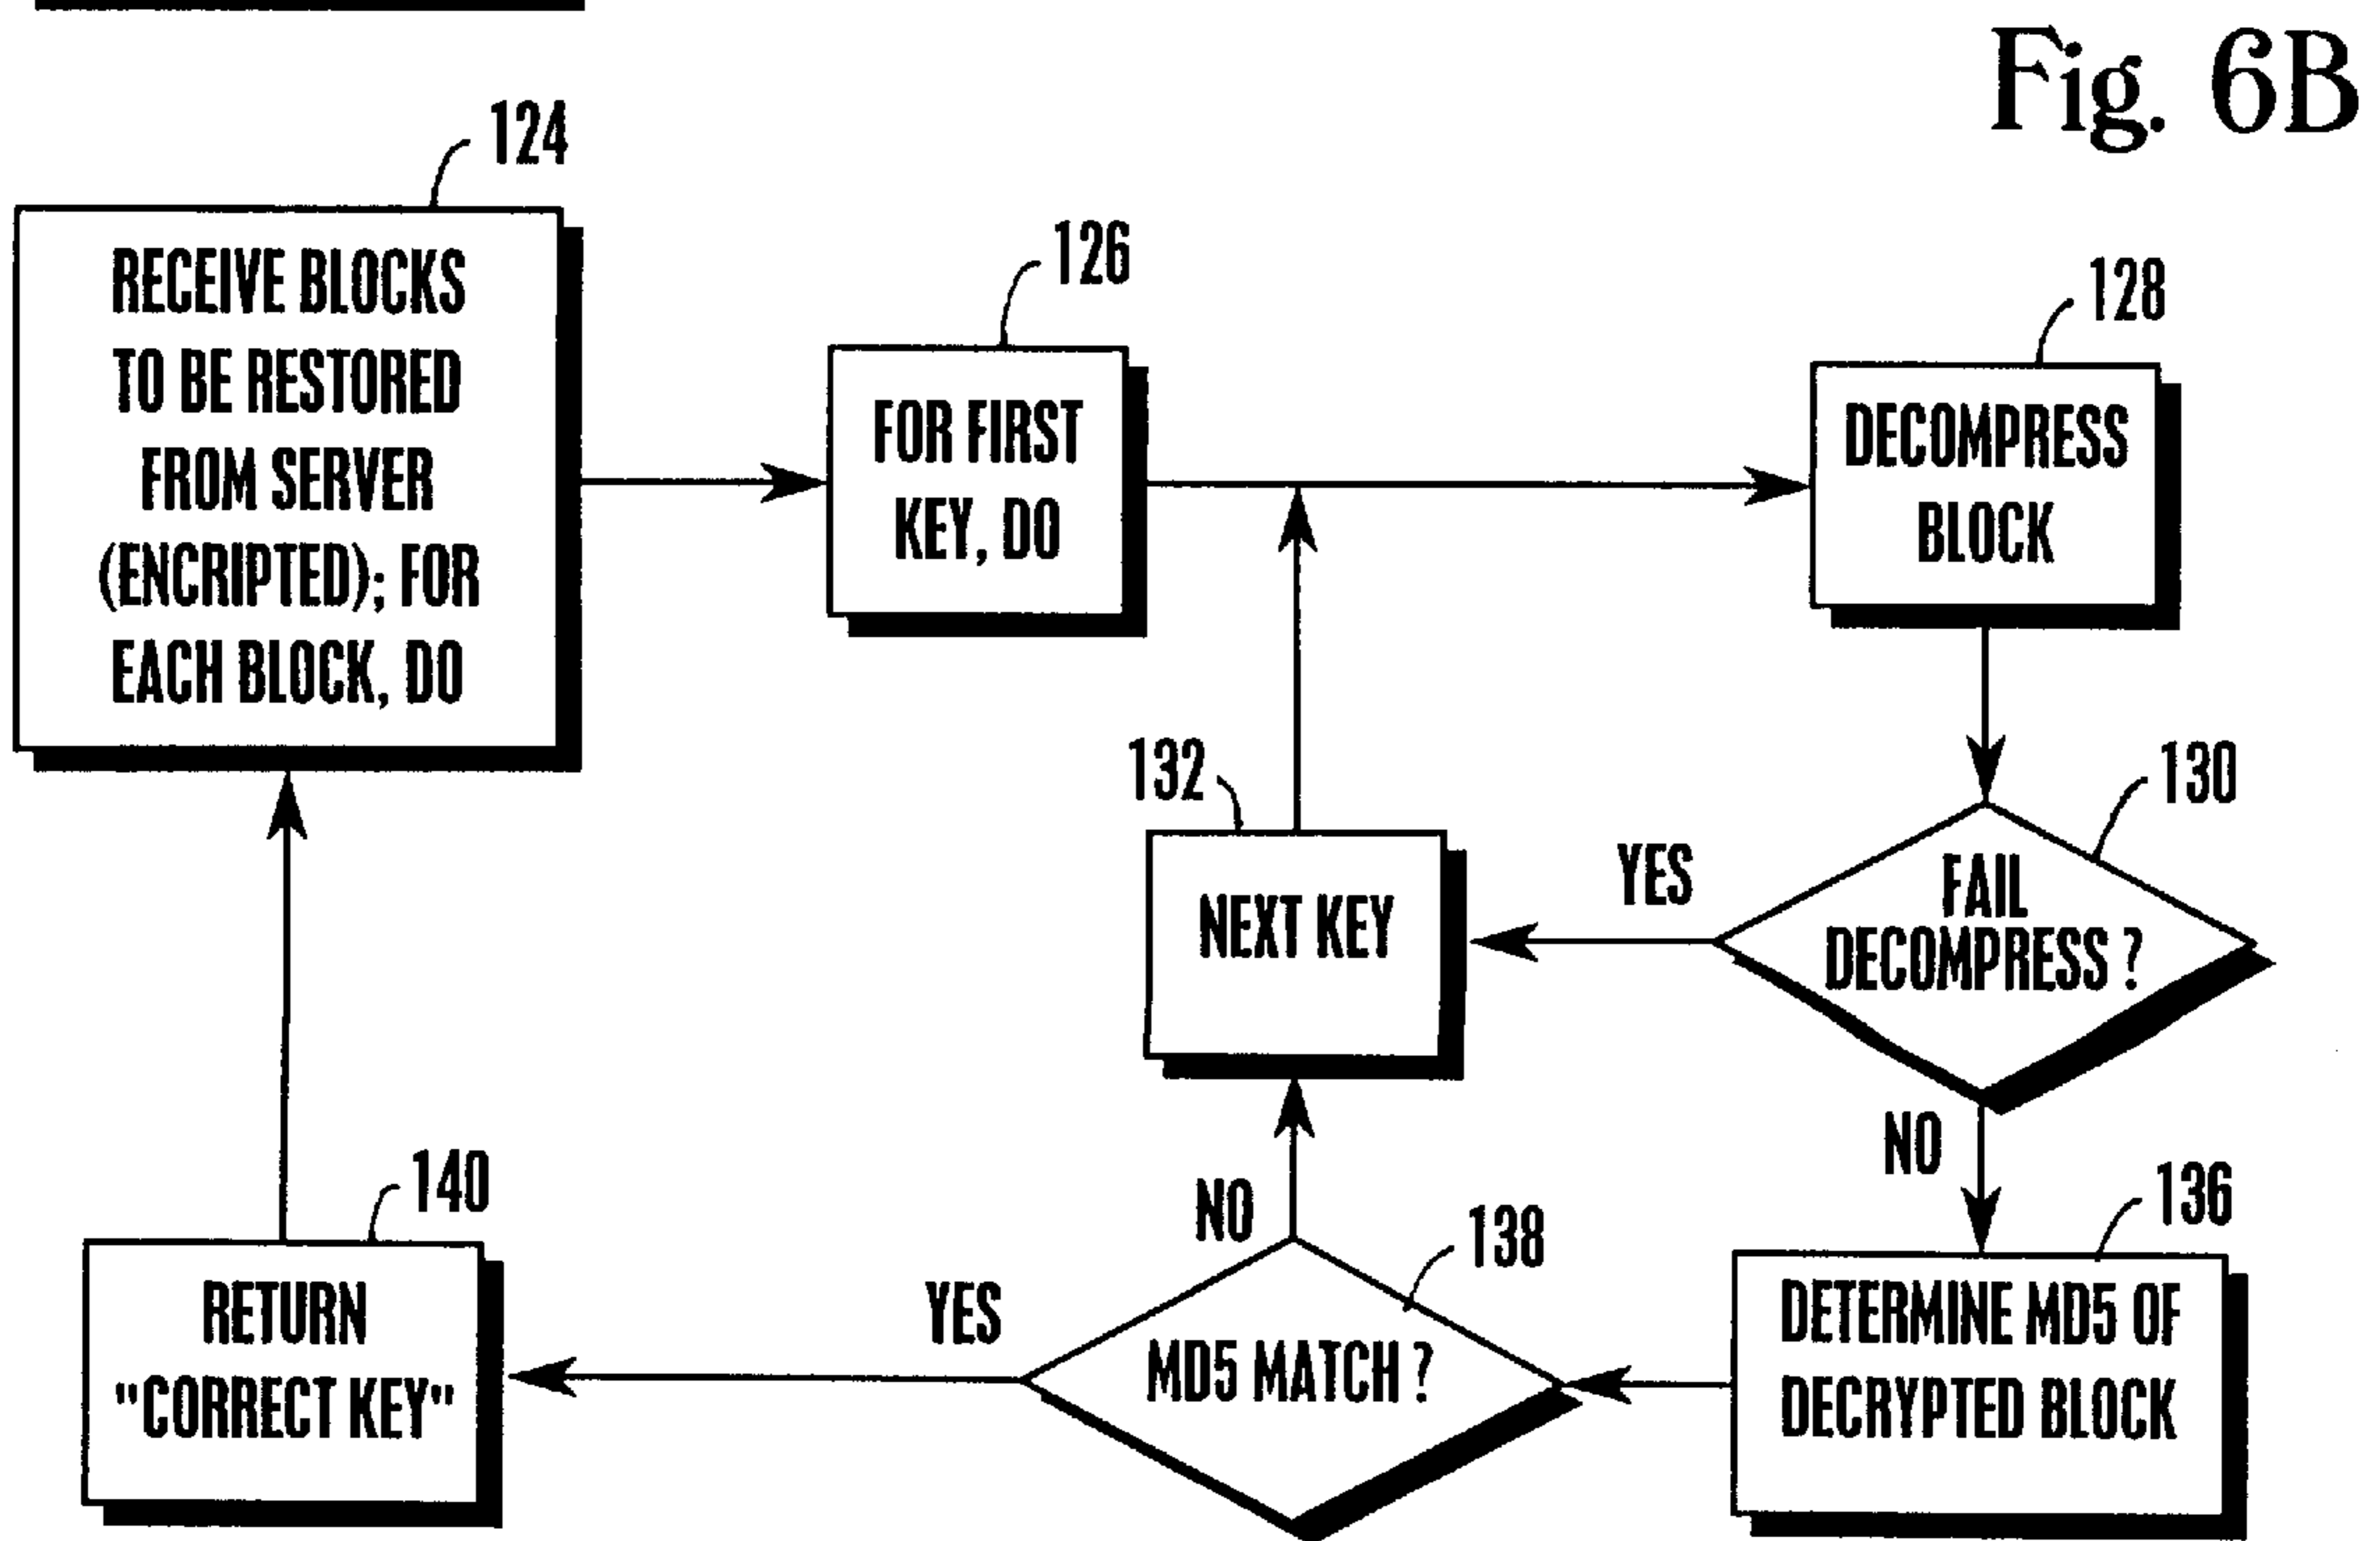 Fig. 6B
124
RECEIVE BLOCKS
TO BE RESTORED
FROM SERVER
(ENCRIPTED); FOR
EACH BLOCK, DO
126
FOR FIRST
KEY, DO
128
DECOMPRESS
BLOCK
130
FAIL
DECOMPRESS ?
YES
132
NEXT KEY
NO
136
DETERMINE MD5 OF
DECRYPTED BLOCK
138
MD5 MATCH ?
NO
YES
140
RETURN
"CORRECT KEY"